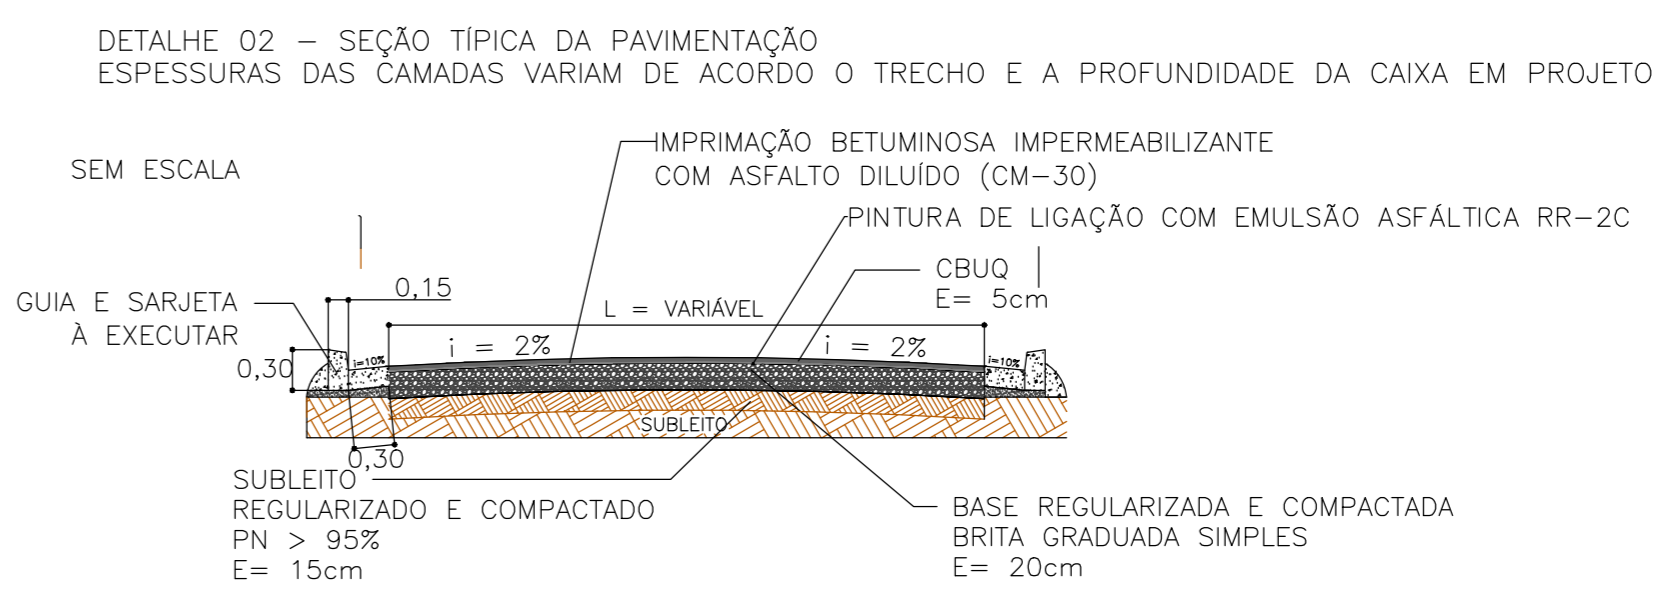 DETALHE 02 – SEÇÃO TÍPICA DA PAVIMENTAÇÃO
ESPESSURAS DAS CAMADAS VARIAM DE ACORDO O TRECHO E A PROFUNDIDADE DA CAIXA EM PROJETO
SEM ESCALA
IMPRIMAÇÃO BETUMINOSA IMPERMEABILIZANTE
COM ASFALTO DILUÍDO (CM–30)
PINTURA DE LIGAÇÃO COM EMULSÃO ASFÁLTICA RR–2C
CBUQ
E= 5cm
GUIA E SARJETA
À EXECUTAR
0,15
L = VARIÁVEL
i = 2%
i = 2%
0,30
i=10%
i=10%
SUBLEITO
0,30
SUBLEITO
REGULARIZADO E COMPACTADO
PN > 95%
E= 15cm
BASE REGULARIZADA E COMPACTADA
BRITA GRADUADA SIMPLES
E= 20cm